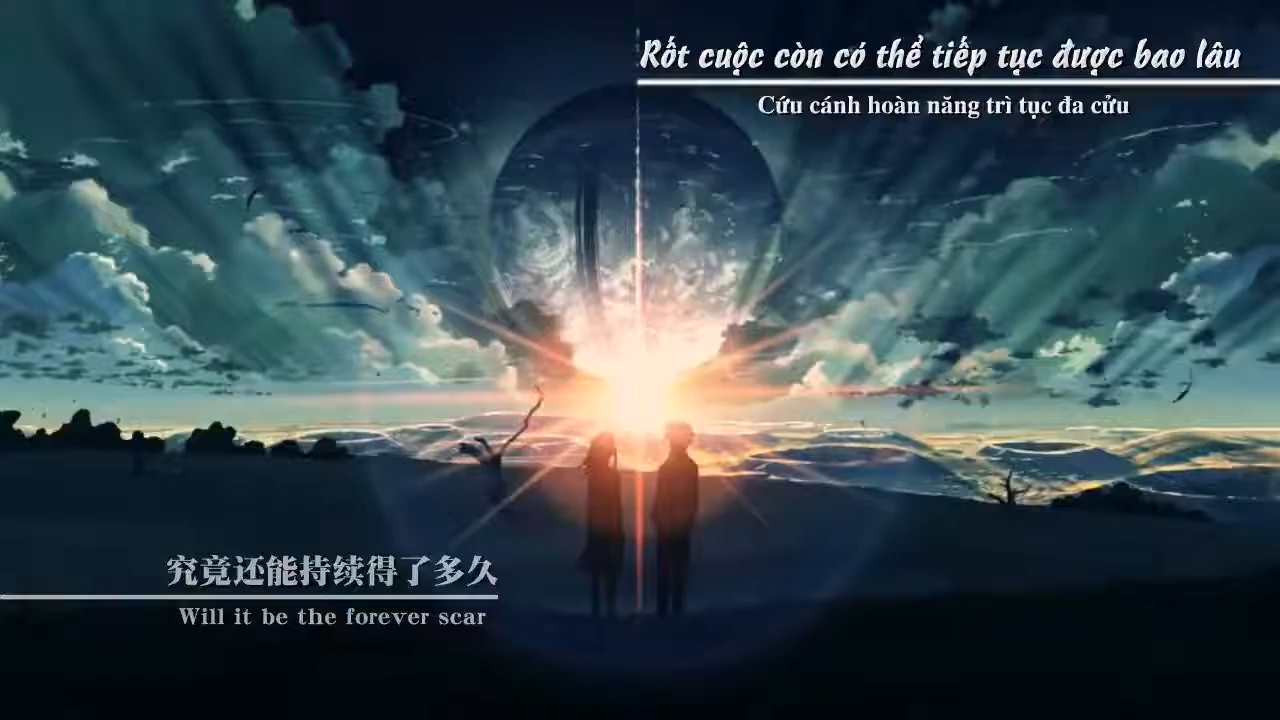 Rốt cuộc còn có thể tiếp tục được bao lâu
Cứu cánh hoàn năng trì tục đa cửu
究竟还能持续得了多久
Will it be the forever scar